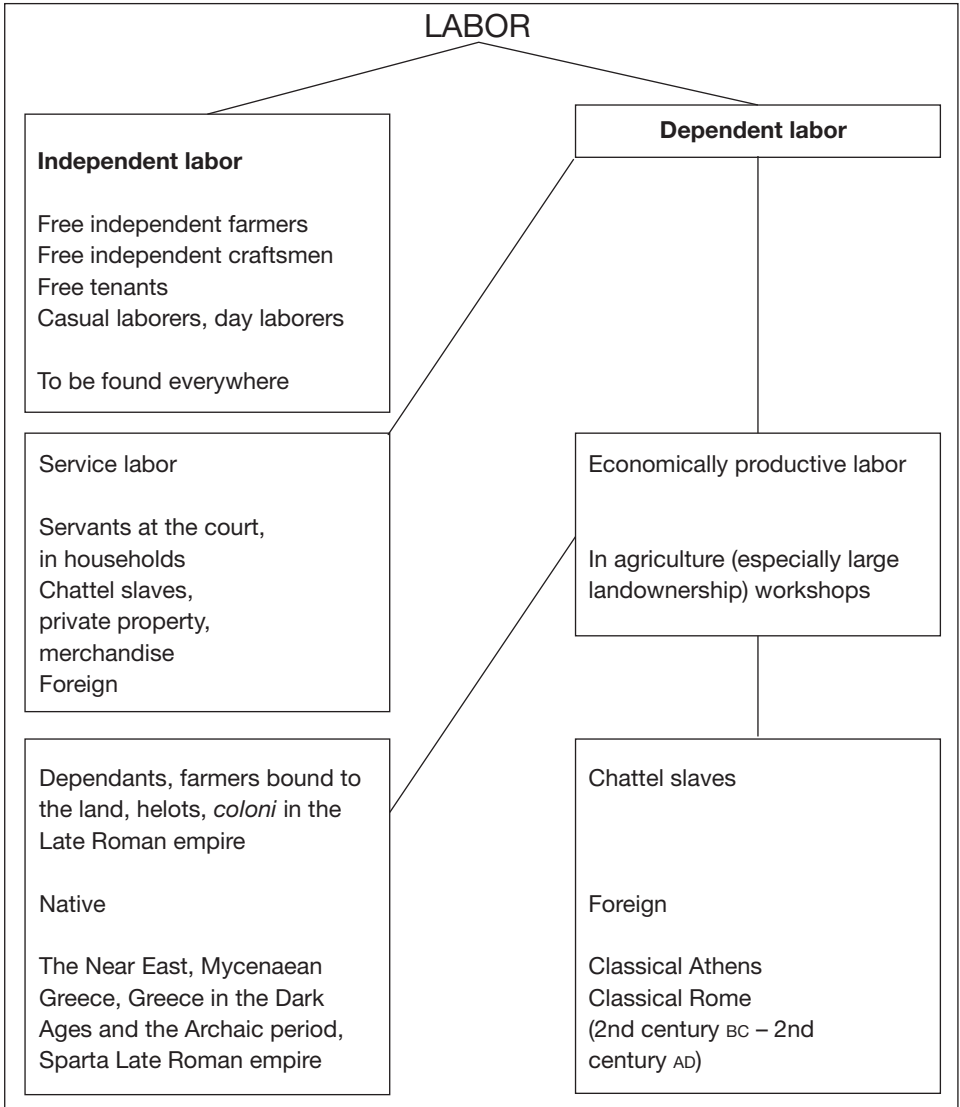 LABOR
Independent labor
Free independent farmers
Free independent craftsmen
Free tenants
Casual laborers, day laborers
To be found everywhere
Dependent labor
Service labor
Servants at the court,
in households
Chattel slaves,
private property,
merchandise
Foreign
Economically productive labor
In agriculture (especially large
landownership) workshops
Dependants, farmers bound to
the land, helots, coloni in the
Late Roman empire
Native
The Near East, Mycenaean
Greece, Greece in the Dark
Ages and the Archaic period,
Sparta Late Roman empire
Chattel slaves
Foreign
Classical Athens
Classical Rome
(2nd century BC – 2nd
century AD)